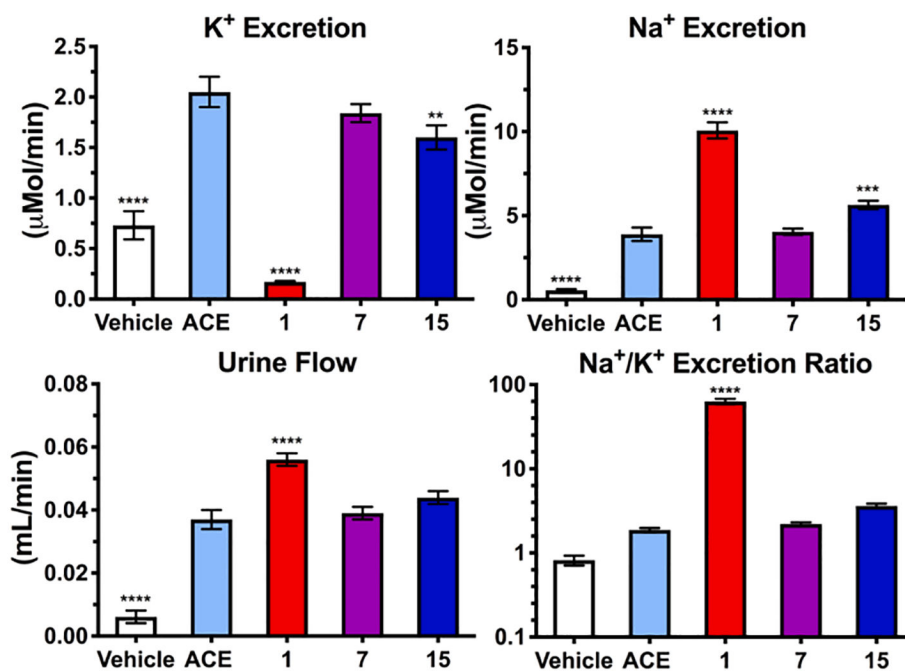 K⁺ Excretion
(μMol/min)
2.5
2.0
1.5
1.0
0.5
0.0
****
****
**
Vehicle ACE 1 7 15
Na⁺ Excretion
(μMol/min)
15
10
5
0
****
****
***
Vehicle ACE 1 7 15
Urine Flow
(mL/min)
0.08
0.06
0.04
0.02
0.00
****
****
Vehicle ACE 1 7 15
Na⁺/K⁺ Excretion Ratio
100
10
1
0.1
****
Vehicle ACE 1 7 15